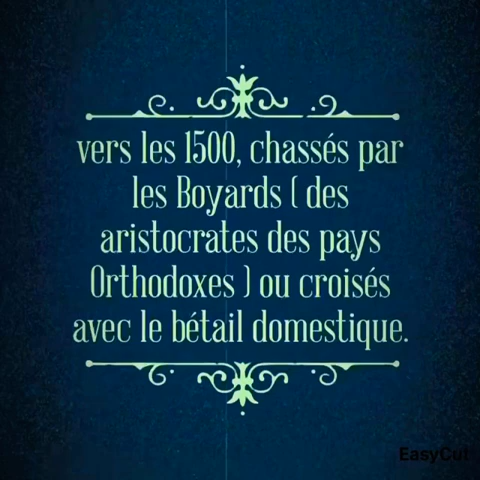 vers les 1500, chassés par
les Boyards ( des
aristocrates des pays
Orthodoxes ) ou croisés
avec le bétail domestique.
EasyCut